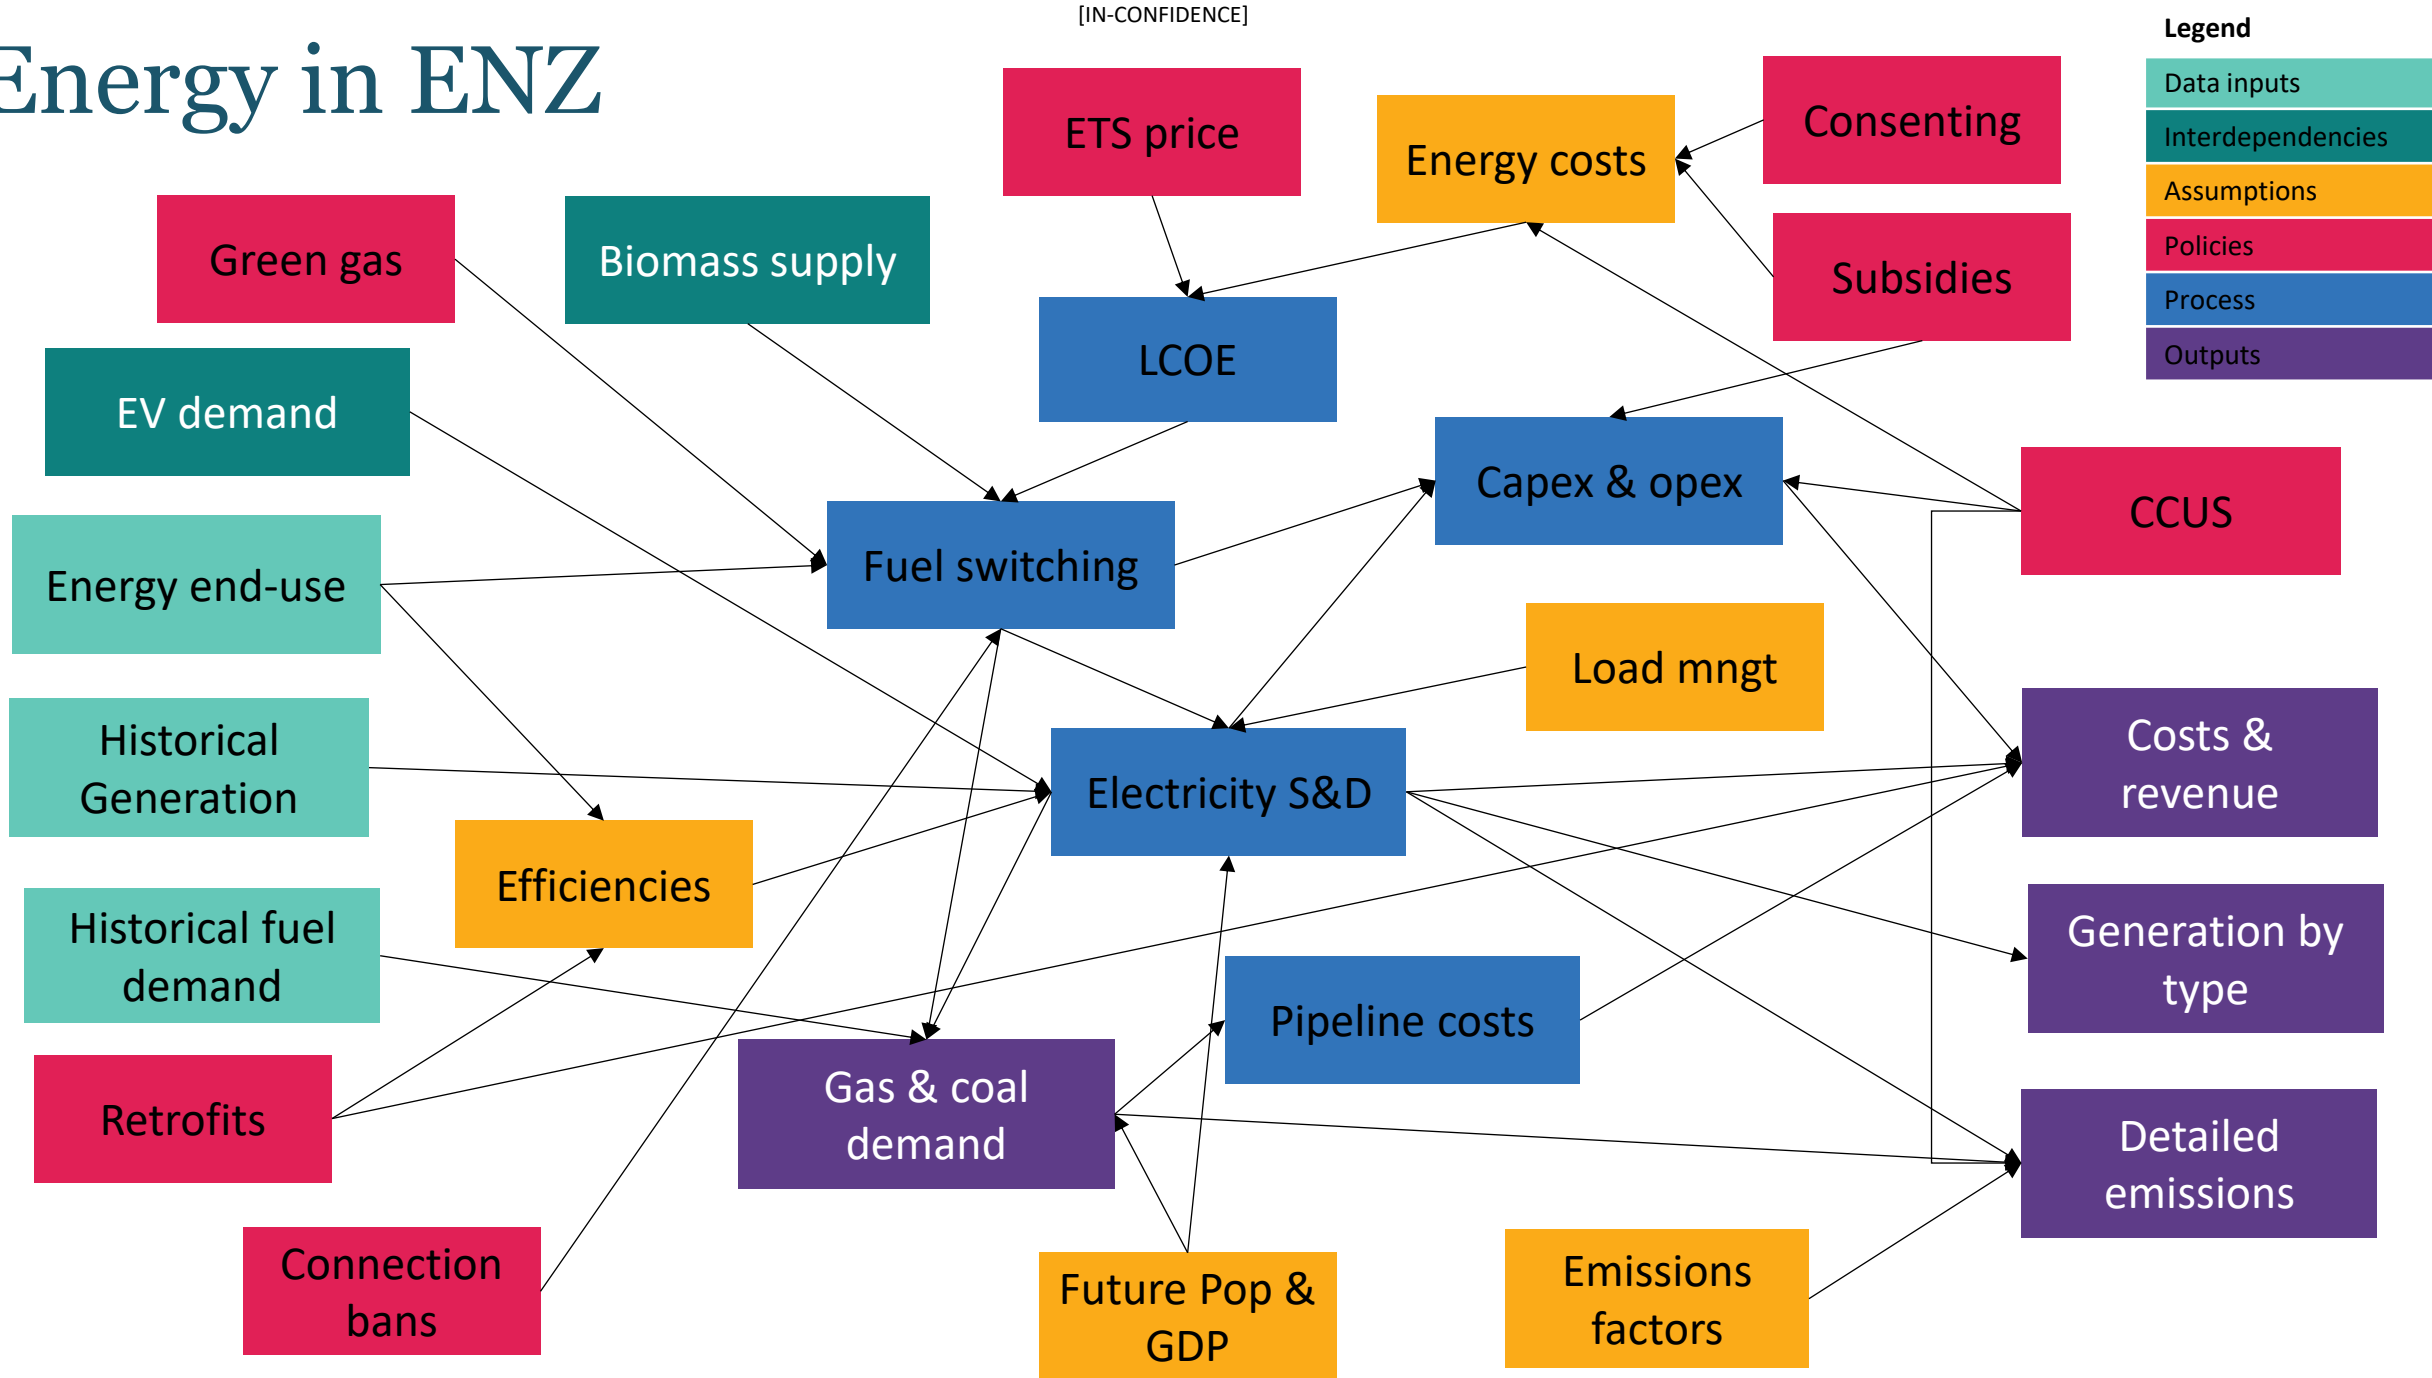 [IN-CONFIDENCE]
Energy in ENZ
Legend
Data inputs
Interdependencies
Assumptions
Policies
Process
Outputs
ETS price
Energy costs
Consenting
Green gas
Biomass supply
Subsidies
LCOE
EV demand
Capex & opex
CCUS
Energy end-use
Fuel switching
Load mngt
Historical
Generation
Electricity S&D
Costs &
revenue
Efficiencies
Historical fuel
demand
Generation by
type
Pipeline costs
Retrofits
Gas & coal
demand
Detailed
emissions
Connection
bans
Future Pop &
GDP
Emissions
factors